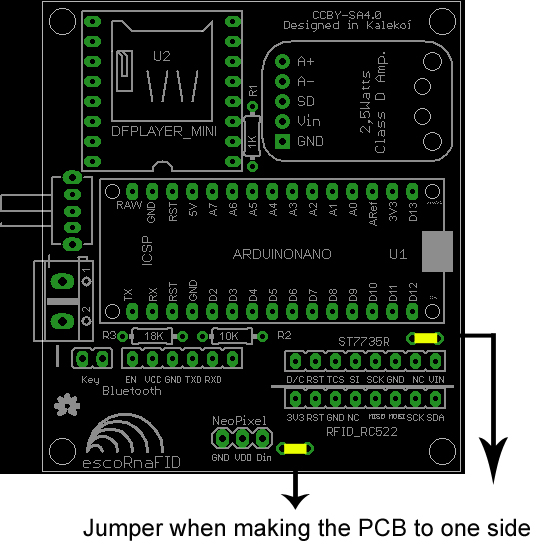 CCBY-SA4.0
Designed in Kalekoi
U2
DFPLAYER_MINI
R1
1K
A+
A-
SD
Vin
GND
2,5Watts
Class D Amp.
RAW GND RST 5V A7 A6 A5 A4 A3 A2 A1 A0 ARef 3V3 D13
ICSP
ARDUINONANO
U1
TX RX RST GND D2 D3 D4 D5 D6 D7 D8 D9 D10 D11 D12
1
2
R3 18K 10K R2
ST7735R
Key
EN VCC GND TXD RXD
Bluetooth
D/C RST TCS SI SCK GND NC VIN
3V3 RST GND NC MISO MOSI SCK SDA
RFID_RC522
NeoPixel
GND VDD Din
escoRnaFID
Jumper when making the PCB to one side